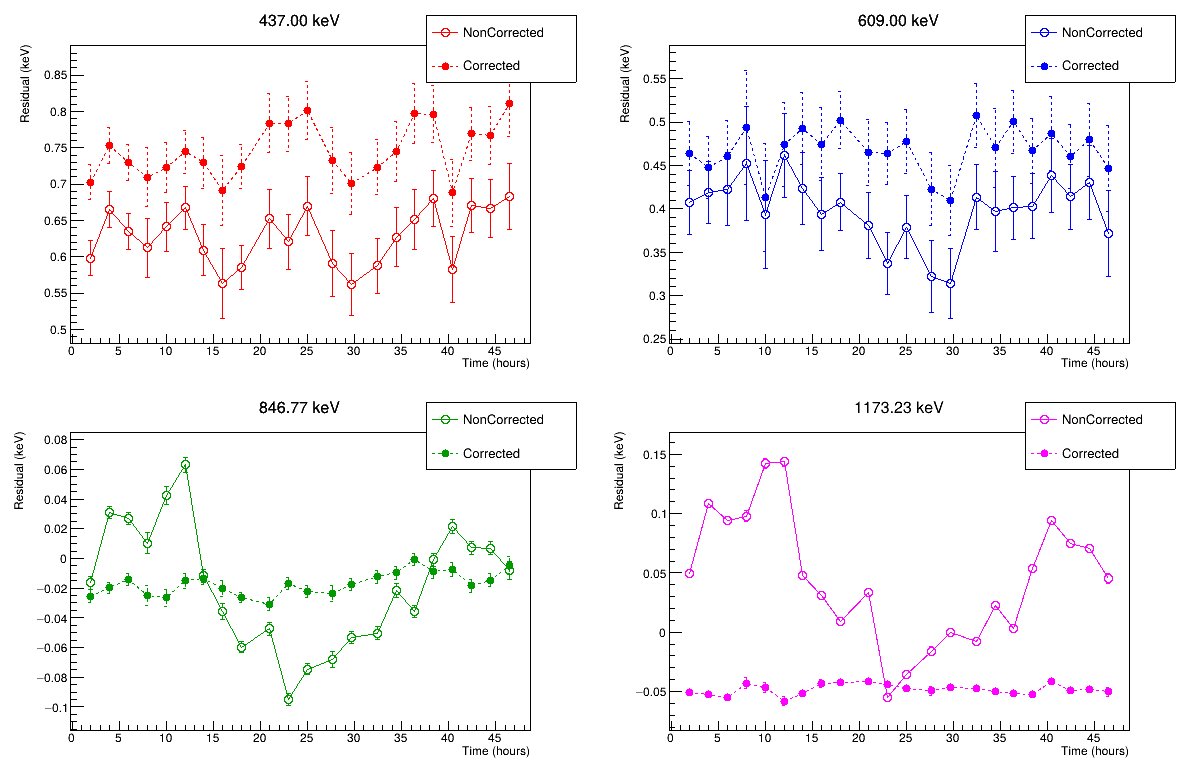 437.00 keV
NonCorrected
Corrected
Residual (keV)
0.85
0.8
0.75
0.7
0.65
0.6
0.55
0.5
0 5 10 15 20 25 30 35 40 45
Time (hours)
609.00 keV
NonCorrected
Corrected
Residual (keV)
0.55
0.5
0.45
0.4
0.35
0.3
0.25
0 5 10 15 20 25 30 35 40 45
Time (hours)
846.77 keV
NonCorrected
Corrected
Residual (keV)
0.08
0.06
0.04
0.02
0
−0.02
−0.04
−0.06
−0.08
−0.1
0 5 10 15 20 25 30 35 40 45
Time (hours)
1173.23 keV
NonCorrected
Corrected
Residual (keV)
0.15
0.1
0.05
0
−0.05
0 5 10 15 20 25 30 35 40 45
Time (hours)